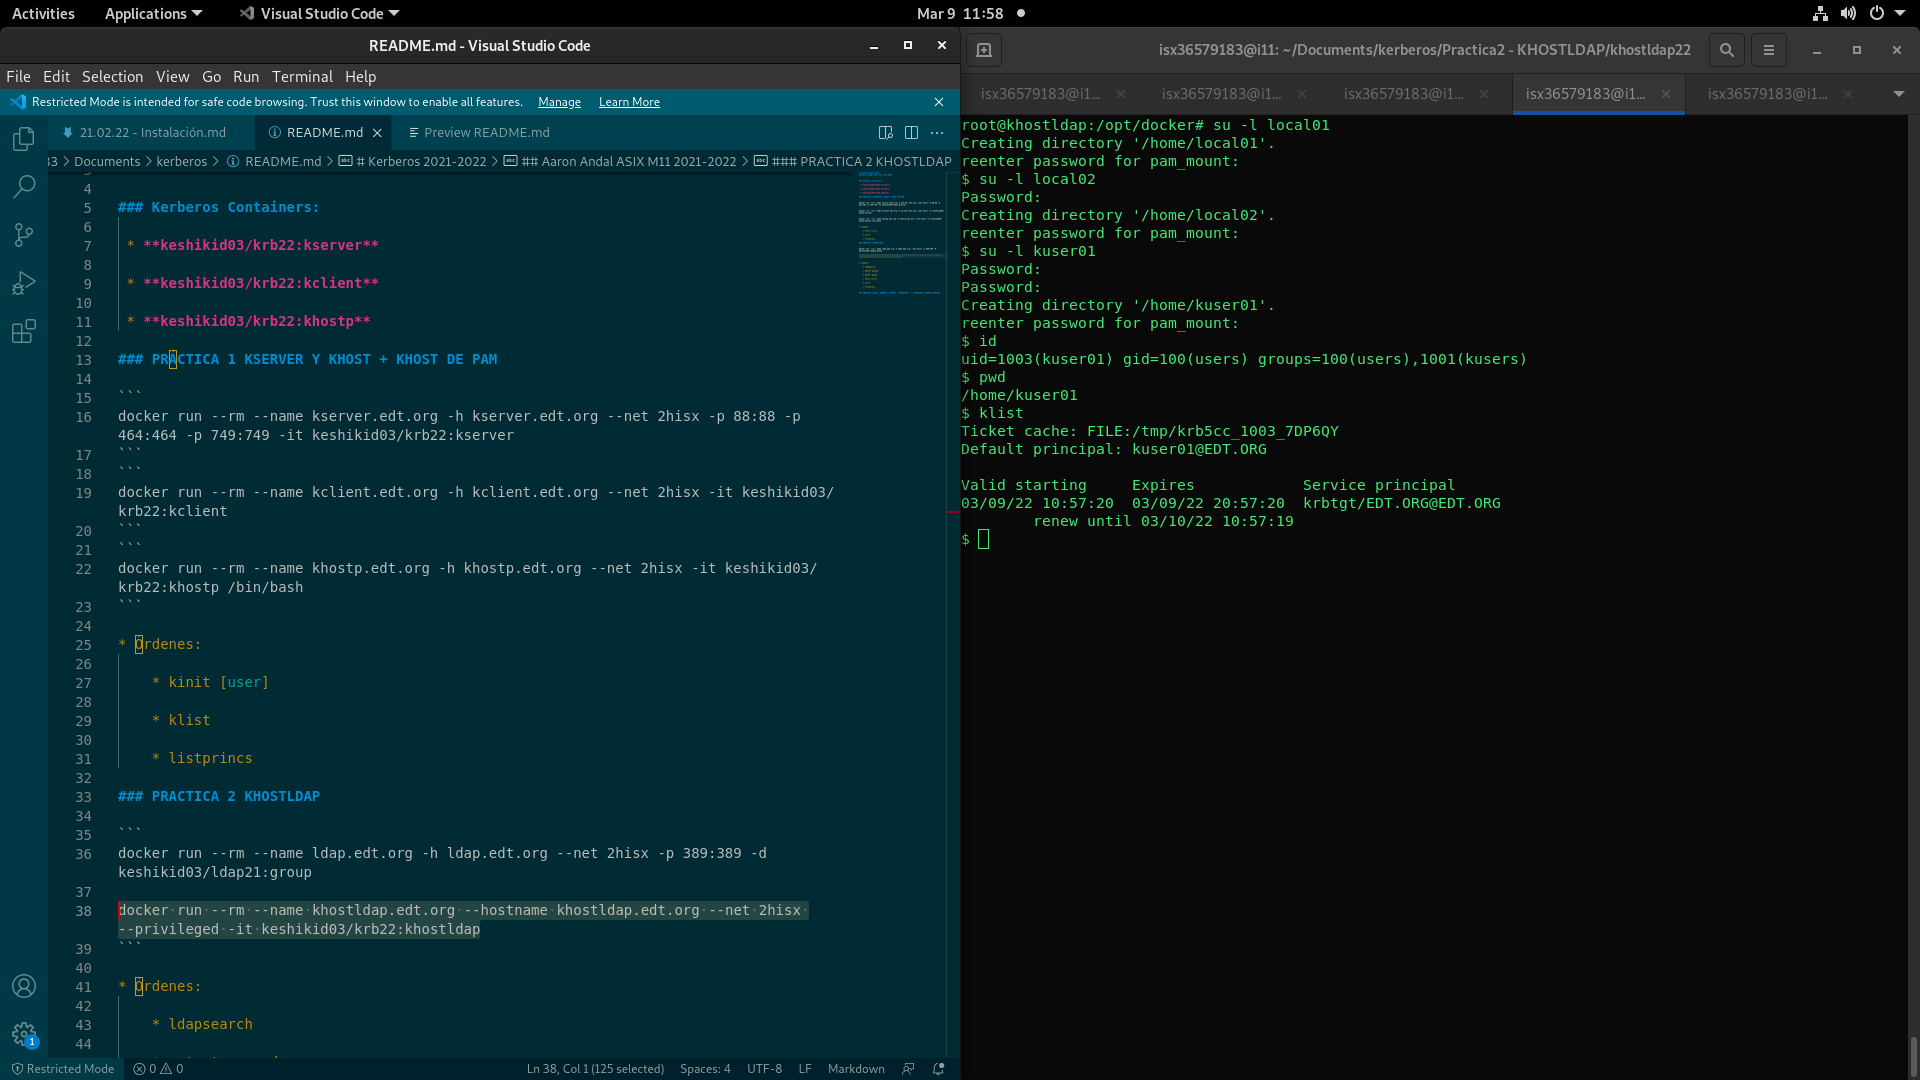 Activities
Applications
Visual Studio Code
Mar 9 11:58
README.md - Visual Studio Code
File Edit Selection View Go Run Terminal Help
Restricted Mode is intended for safe code browsing. Trust this window to enable all features. Manage Learn More
21.02.22 - Instalación.md
README.md
Preview README.md
33 > Documents > kerberos > README.md > # Kerberos 2021-2022 > ## Aaron Andal ASIX M11 2021-2022 > ### PRACTICA 2 KHOSTLDAP
4
5 ### Kerberos Containers:
6
7 * **keshikid03/krb22:kserver**
8
9 * **keshikid03/krb22:kclient**
10
11 * **keshikid03/krb22:khostp**
12
13 ### PRACTICA 1 KSERVER Y KHOST + KHOST DE PAM
14
15 ```
16 docker run --rm --name kserver.edt.org -h kserver.edt.org --net 2hisx -p 88:88 -p
464:464 -p 749:749 -it keshikid03/krb22:kserver
17 ```
18 ```
19 docker run --rm --name kclient.edt.org -h kclient.edt.org --net 2hisx -it keshikid03/
krb22:kclient
20 ```
21 ```
22 docker run --rm --name khostp.edt.org -h khostp.edt.org --net 2hisx -it keshikid03/
krb22:khostp /bin/bash
23 ```
24
25 * Órdenes:
26
27 * kinit [user]
28
29 * klist
30
31 * listprincs
32
33 ### PRACTICA 2 KHOSTLDAP
34
35 ```
36 docker run --rm --name ldap.edt.org -h ldap.edt.org --net 2hisx -p 389:389 -d
keshikid03/ldap21:group
37
38 docker run --rm --name khostldap.edt.org --hostname khostldap.edt.org --net 2hisx
--privileged -it keshikid03/krb22:khostldap
39 ```
40
41 * Órdenes:
42
43 * ldapsearch
44
1
Restricted Mode 0 0 Ln 38, Col 1 (125 selected) Spaces: 4 UTF-8 LF Markdown
isx36579183@i11: ~/Documents/kerberos/Practica2 - KHOSTLDAP/khostldap22
isx36579183@i1... isx36579183@i1... isx36579183@i1... isx36579183@i1... isx36579183@i1...
root@khostldap:/opt/docker# su -l local01
Creating directory '/home/local01'.
reenter password for pam_mount:
$ su -l local02
Password:
Creating directory '/home/local02'.
reenter password for pam_mount:
$ su -l kuser01
Password:
Password:
Creating directory '/home/kuser01'.
reenter password for pam_mount:
$ id
uid=1003(kuser01) gid=100(users) groups=100(users),1001(kusers)
$ pwd
/home/kuser01
$ klist
Ticket cache: FILE:/tmp/krb5cc_1003_7DP6QY
Default principal: kuser01@EDT.ORG
Valid starting Expires Service principal
03/09/22 10:57:20 03/09/22 20:57:20 krbtgt/EDT.ORG@EDT.ORG
renew until 03/10/22 10:57:19
$